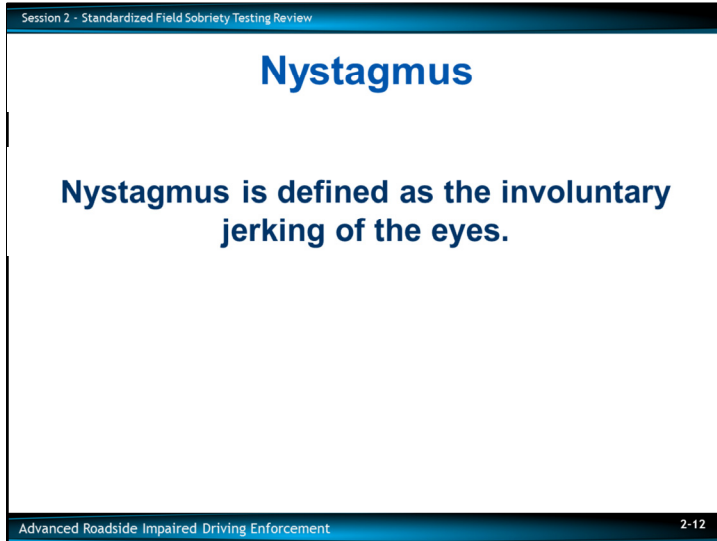 Session 2 - Standardized Field Sobriety Testing Review
Nystagmus
Nystagmus is defined as the involuntary
jerking of the eyes.
Advanced Roadside Impaired Driving Enforcement
2-12